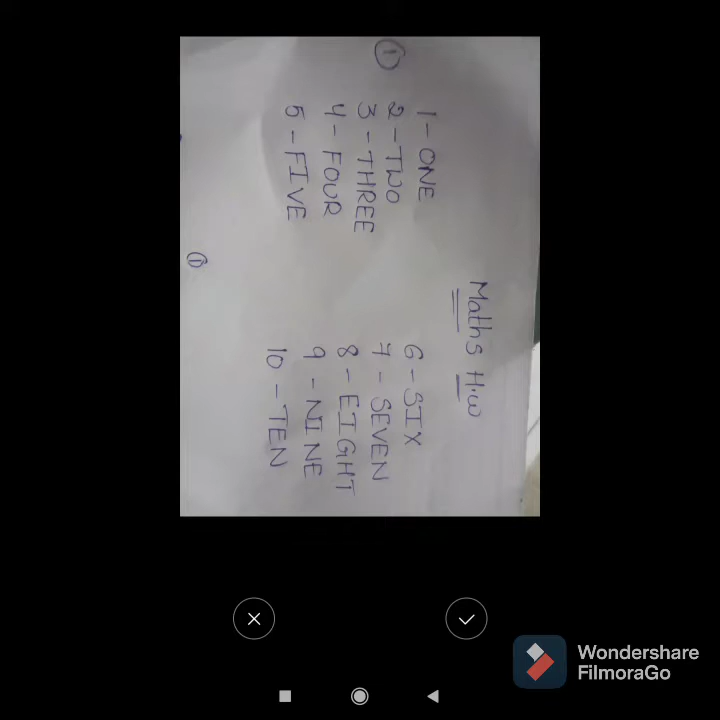 Maths H.W
①
1 - ONE
2 - TWO
3 - THREE
4 - FOUR
5 - FIVE
6 - SIX
7 - SEVEN
8 - EIGHT
9 - NINE
10 - TEN
①
Wondershare
FilmoraGo